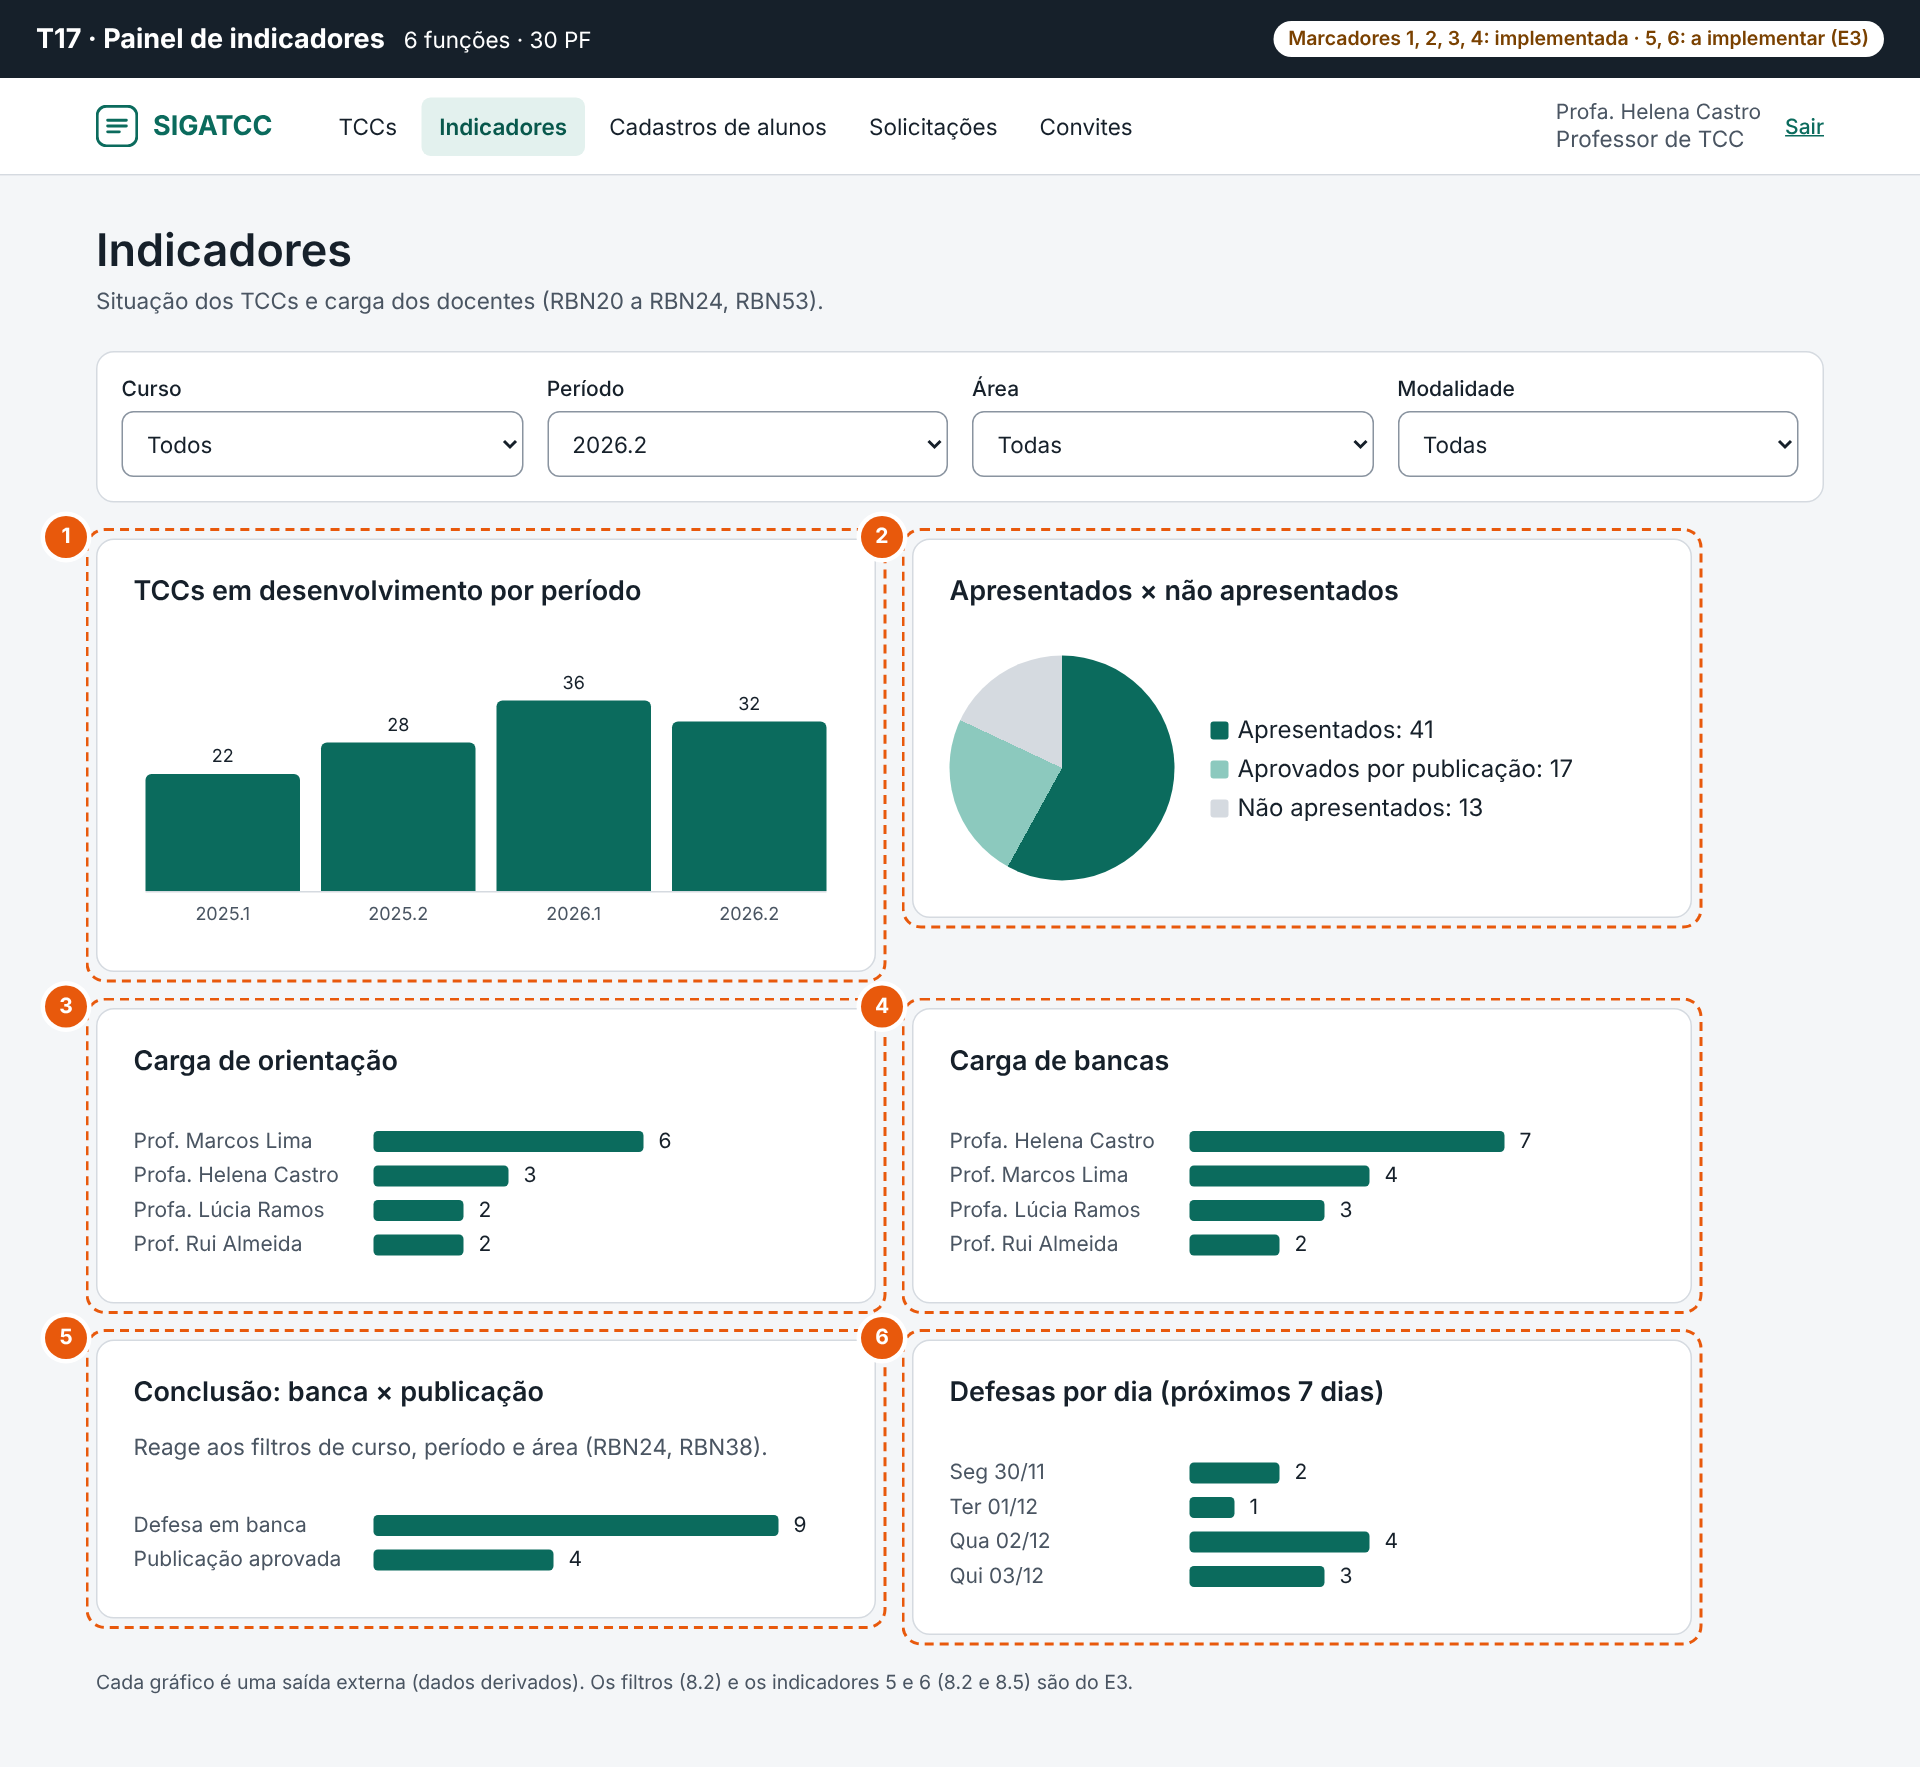 T17 · Painel de indicadores 6 funções · 30 PF
Marcadores 1, 2, 3, 4: implementada · 5, 6: a implementar (E3)
SIGATCC
TCCs
Indicadores
Cadastros de alunos
Solicitações
Convites
Profa. Helena Castro
Professor de TCC
Sair
Indicadores
Situação dos TCCs e carga dos docentes (RBN20 a RBN24, RBN53).
Curso
Todos
Período
2026.2
Área
Todas
Modalidade
Todas
1
TCCs em desenvolvimento por período
22
28
36
32
2025.1
2025.2
2026.1
2026.2
2
Apresentados × não apresentados
Apresentados: 41
Aprovados por publicação: 17
Não apresentados: 13
3
Carga de orientação
Prof. Marcos Lima 6
Profa. Helena Castro 3
Profa. Lúcia Ramos 2
Prof. Rui Almeida 2
4
Carga de bancas
Profa. Helena Castro 7
Prof. Marcos Lima 4
Profa. Lúcia Ramos 3
Prof. Rui Almeida 2
5
Conclusão: banca × publicação
Reage aos filtros de curso, período e área (RBN24, RBN38).
Defesa em banca 9
Publicação aprovada 4
6
Defesas por dia (próximos 7 dias)
Seg 30/11 2
Ter 01/12 1
Qua 02/12 4
Qui 03/12 3
Cada gráfico é uma saída externa (dados derivados). Os filtros (8.2) e os indicadores 5 e 6 (8.2 e 8.5) são do E3.